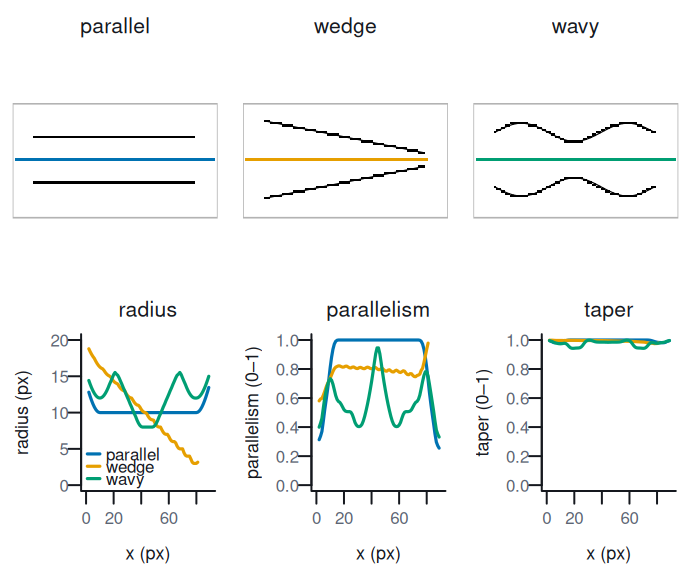 parallel wedge wavy
radius parallelism taper
radius (px)
20
15
10
5
0
parallel
wedge
wavy
0 20 60
x (px)
parallelism (0–1)
1.0
0.8
0.6
0.4
0.2
0.0
0 20 60
x (px)
taper (0–1)
1.0
0.8
0.6
0.4
0.2
0.0
0 20 60
x (px)